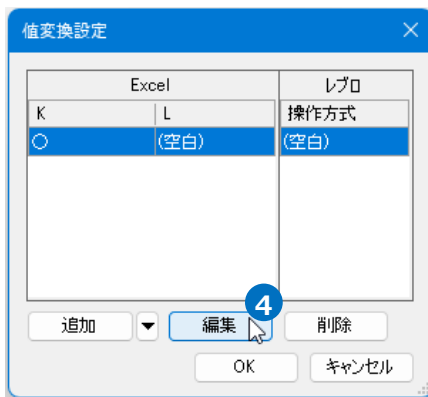 値変換設定
Excel レブロ
K L 操作方式
○ (空白) (空白)
4
追加 編集 削除
OK キャンセル